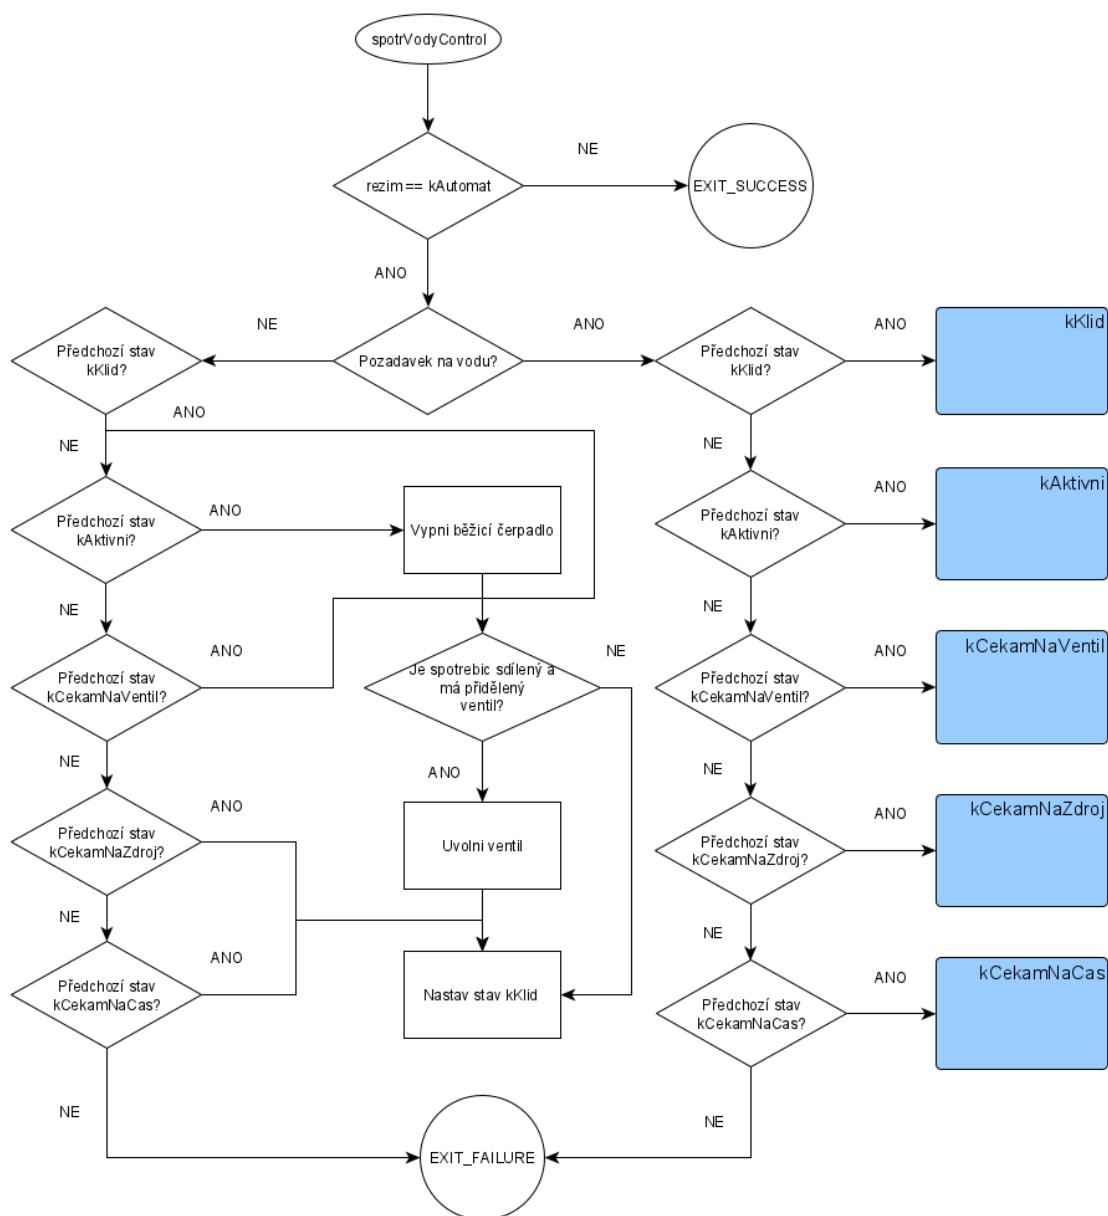 spotrVodyControl
NE
rezim == kAutomat
EXIT_SUCCESS
ANO
NE
ANO
ANO
kKlid
Předchozí stav
kKlid?
Pozadavek na vodu?
Předchozí stav
kKlid?
ANO
NE
NE
ANO
kAktivni
ANO
Předchozí stav
kAktivni?
Vypni běžicí čerpadlo
Předchozí stav
kAktivni?
NE
NE
ANO
NE
ANO
kCekamNaVentil
Předchozí stav
kCekamNaVentil?
Je spotrebic sdílený a
má přidělený
ventil?
Předchozí stav
kCekamNaVentil?
NE
ANO
NE
ANO
ANO
kCekamNaZdroj
Předchozí stav
kCekamNaZdroj?
Uvolni ventil
Předchozí stav
kCekamNaZdroj?
NE
NE
ANO
ANO
kCekamNaCas
Předchozí stav
kCekamNaCas?
Nastav stav kKlid
Předchozí stav
kCekamNaCas?
NE
NE
EXIT_FAILURE